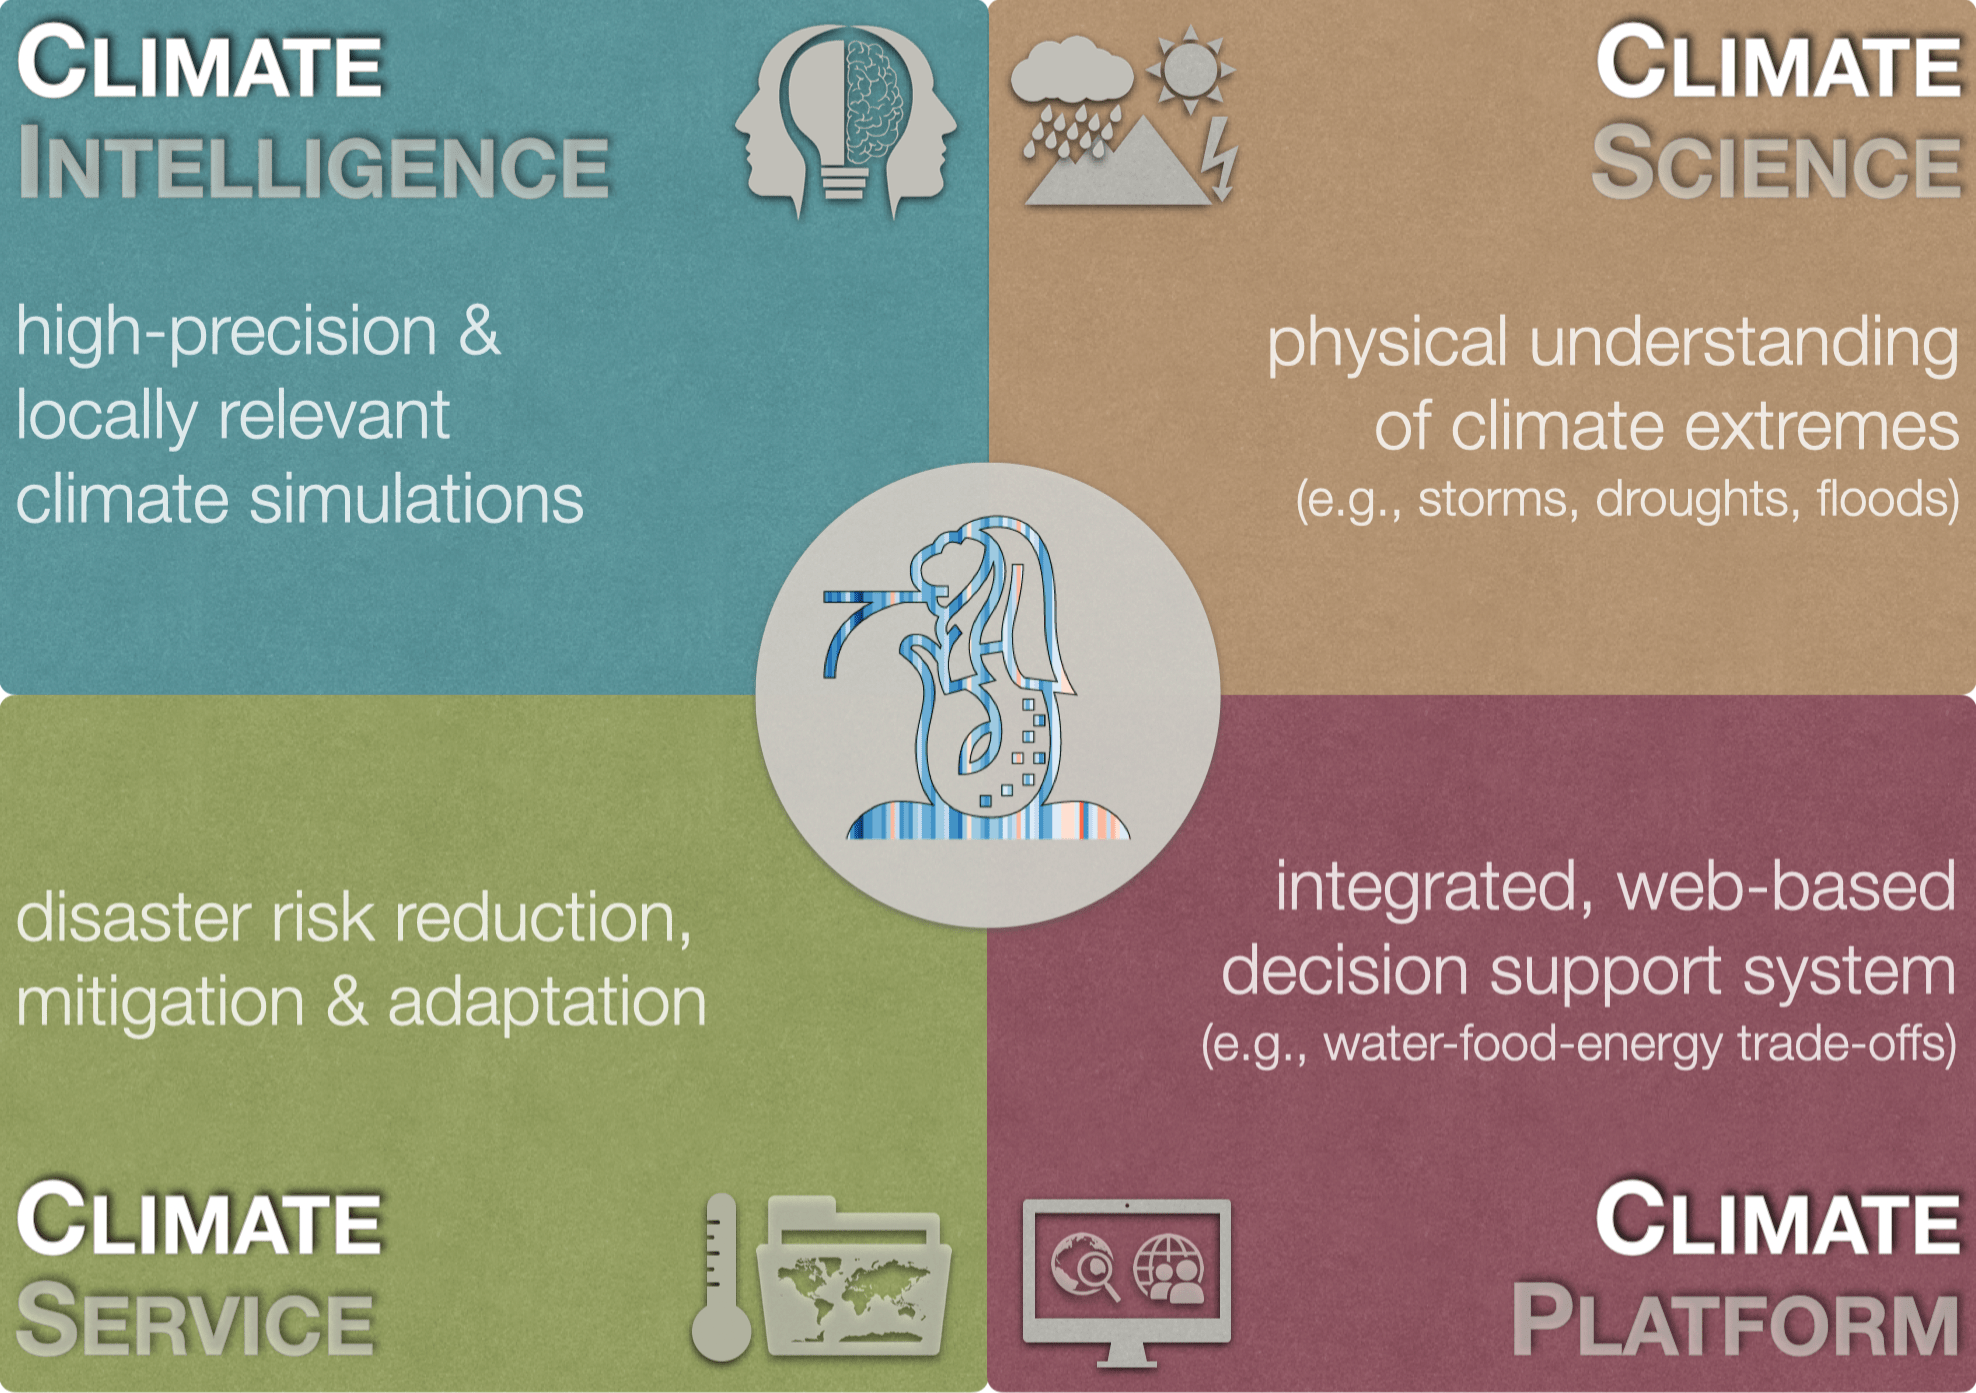 CLIMATE
INTELLIGENCE
high-precision &
locally relevant
climate simulations
CLIMATE
SCIENCE
physical understanding
of climate extremes
(e.g., storms, droughts, floods)
disaster risk reduction,
mitigation & adaptation
CLIMATE
SERVICE
integrated, web-based
decision support system
(e.g., water-food-energy trade-offs)
CLIMATE
PLATFORM